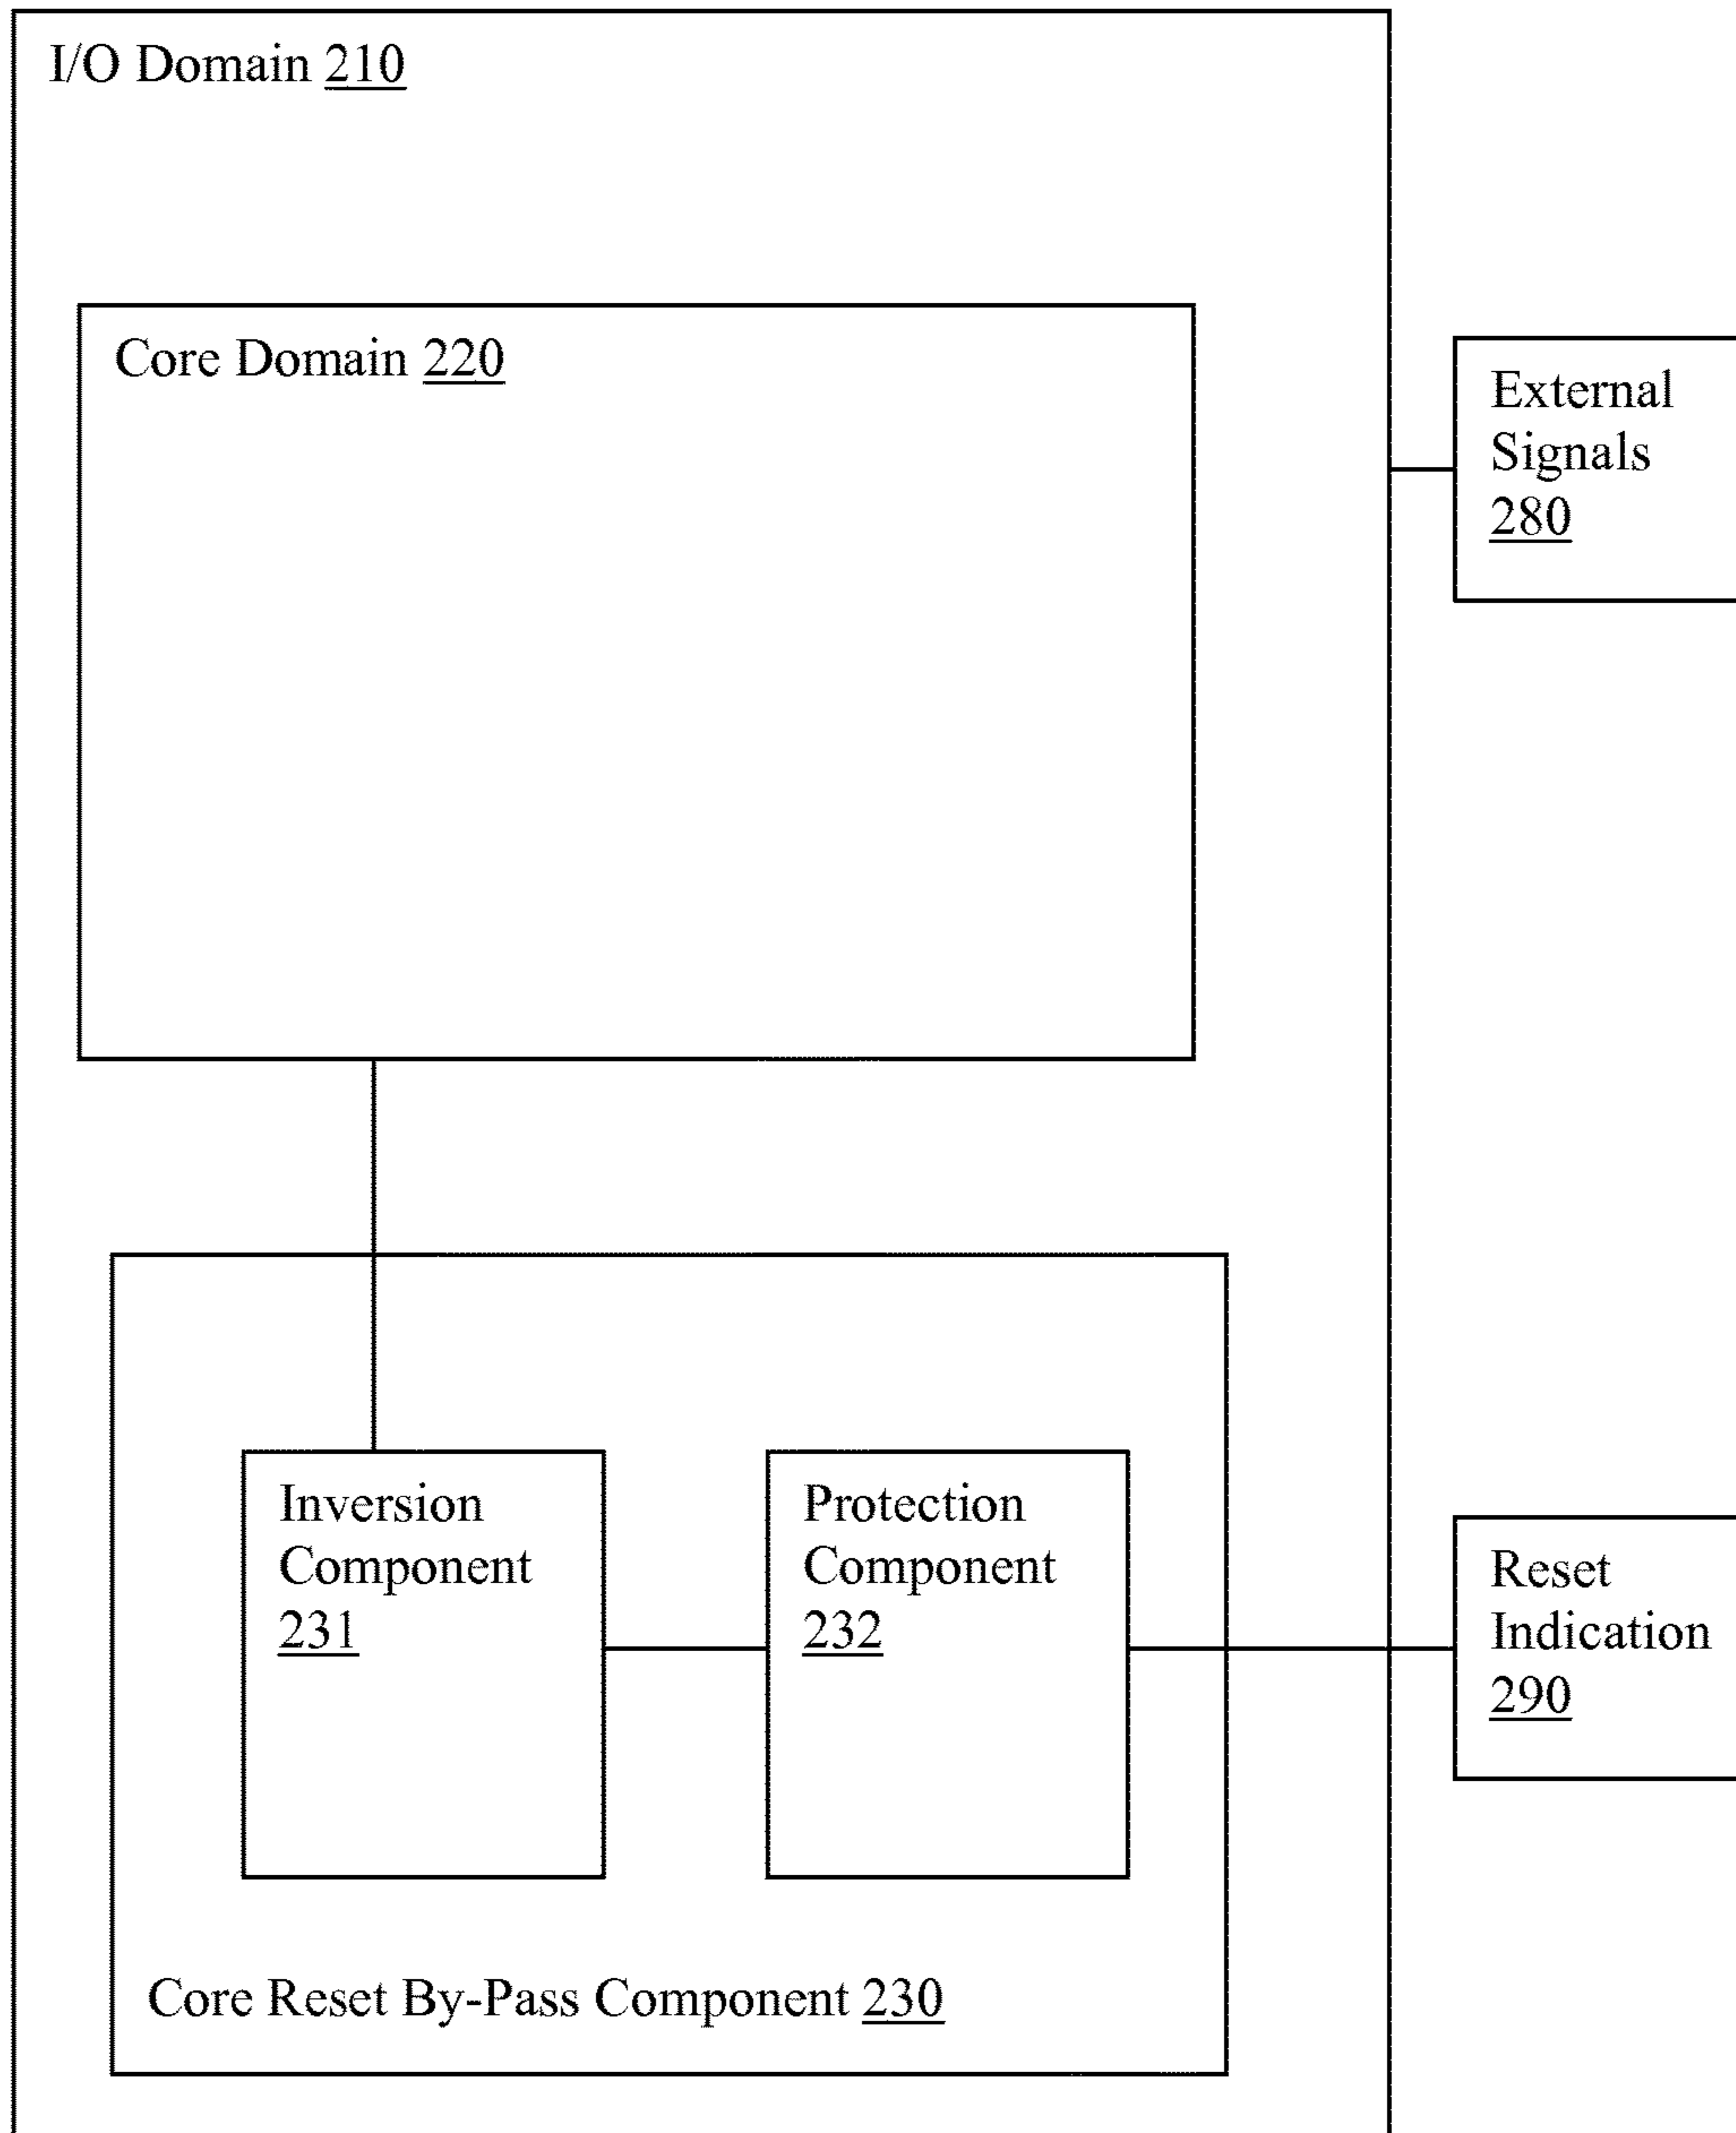 I/O Domain 210
Core Domain 220
External
Signals
280
Inversion
Component
231
Protection
Component
232
Reset
Indication
290
Core Reset By-Pass Component 230